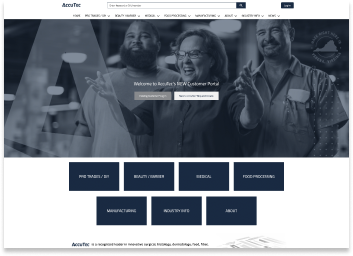 AccuTec
Log In
HOME PRO TRADES / DIY BEAUTY / BARBER MEDICAL FOOD PROCESSING MANUFACTURING ABOUT INDUSTRY INFO NEWS
Welcome to AccuTec's NEW Customer Portal
PRO TRADES / DIY
BEAUTY / BARBER
MEDICAL
FOOD PROCESSING
MANUFACTURING
INDUSTRY INFO
ABOUT
AccuTec is a recognized leader in innovative surgical, histology, dermatology, food, fiber,